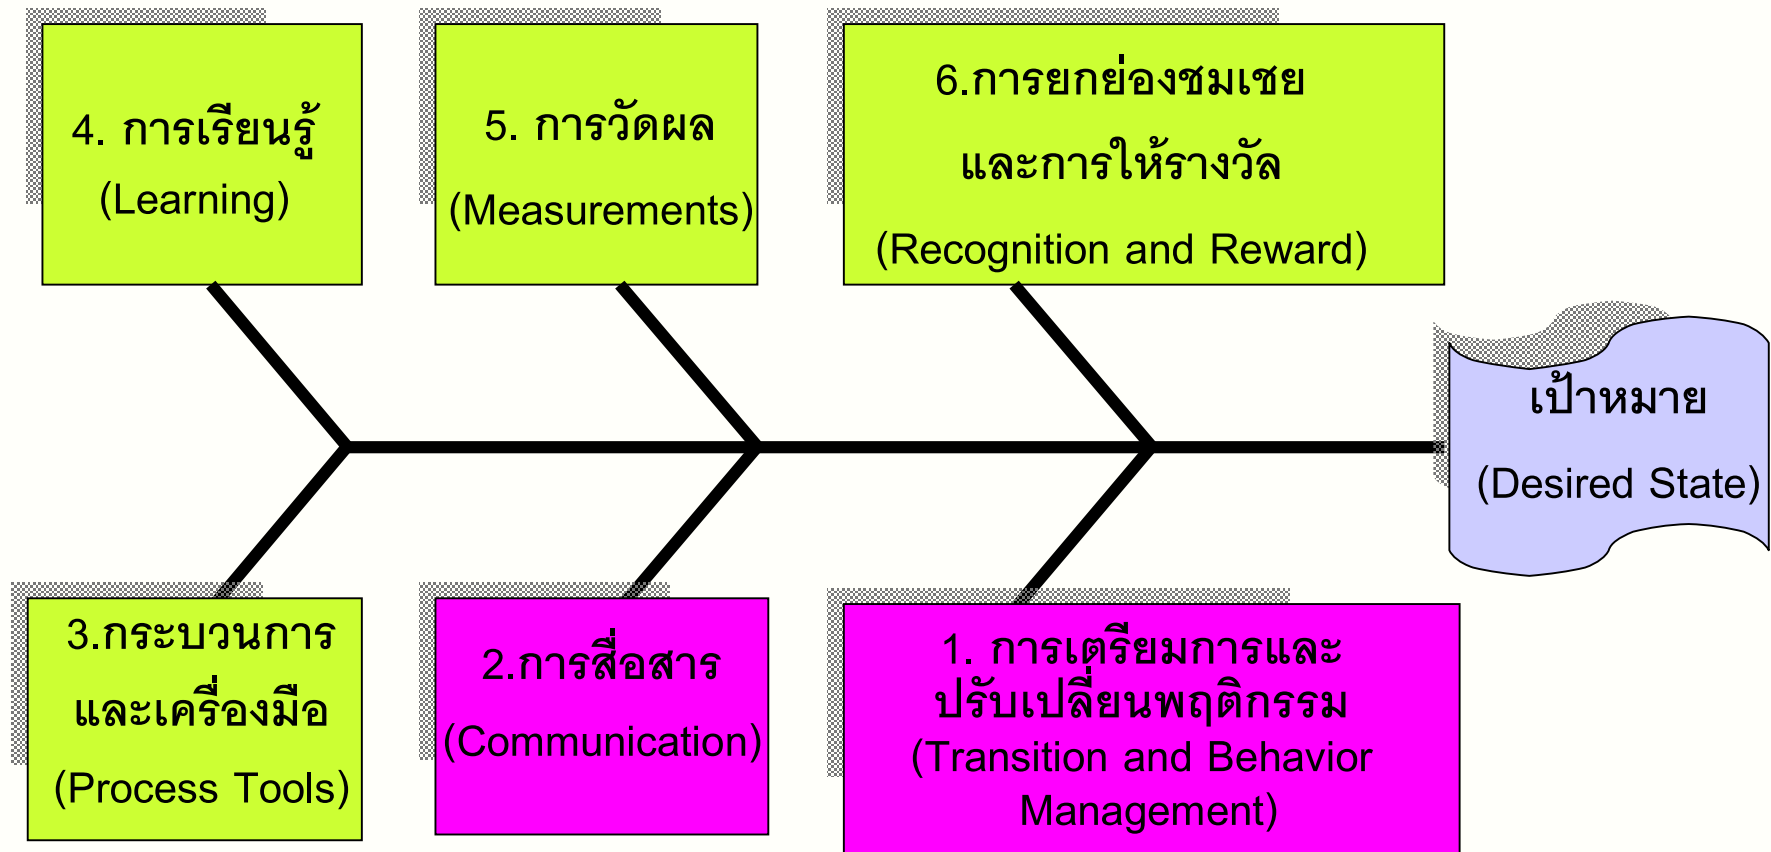 4. การเรียนรู้
(Learning)
5. การวัดผล
(Measurements)
6.การยกย่องชมเชย
และการให้รางวัล
(Recognition and Reward)
เป้าหมาย
(Desired State)
3.กระบวนการ
และเครื่องมือ
(Process Tools)
2.การสื่อสาร
(Communication)
1. การเตรียมการและ
ปรับเปลี่ยนพฤติกรรม
(Transition and Behavior
Management)